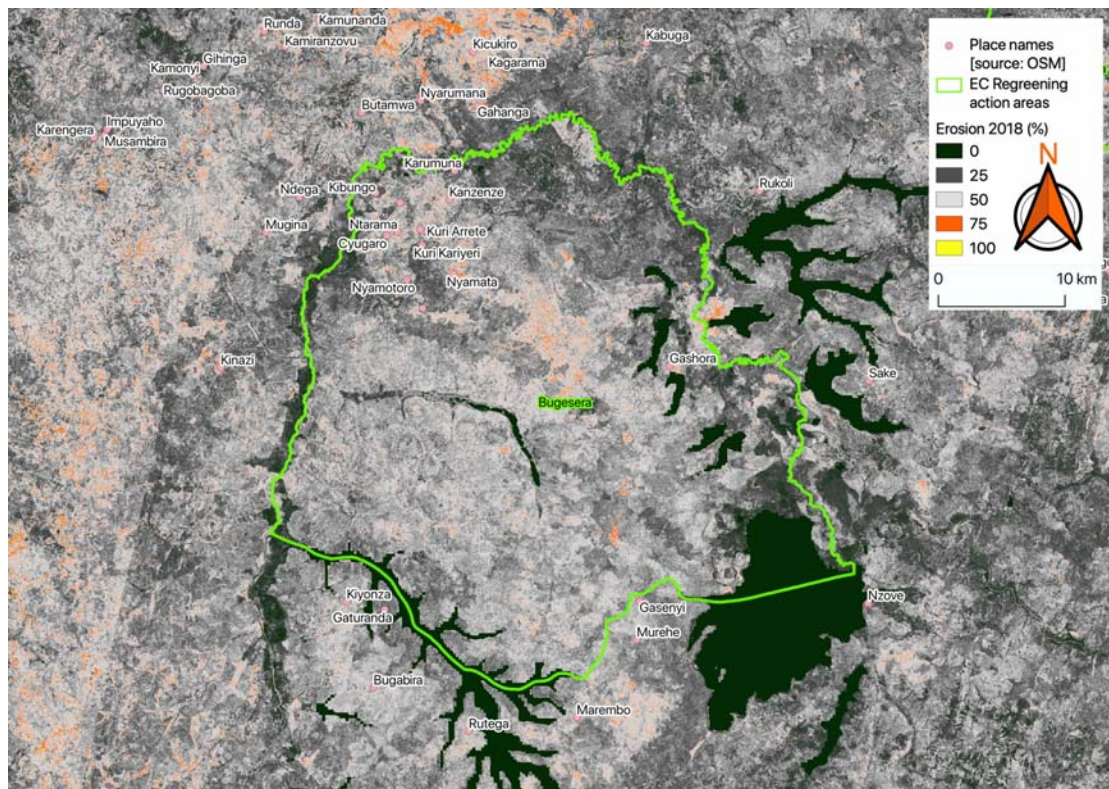 Runda
Kamunanda
Kamiranzovu
Kicukiro
Kabuga
Kagarama
Gihinga
Kamonyi
Rugobagoba
Nyarumana
Butamwa
Gahanga
Impuyaho
Karengera
Musambira
Karumuna
Ndega
Kibungo
Kanzenze
Rukoli
Mugina
Ntarama
Kuri Arrete
Cyugaro
Kuri Kariyeri
Nyamotoro
Nyamata
Kinazi
Gashora
Sake
Bugesera
Kiyonza
Gaturanda
Gasenyi
Nzove
Murehe
Bugabira
Marembo
Rutega
Place names
[source: OSM]
EC Regreening
action areas
Erosion 2018 (%)
0
25
50
75
100
N
0
10 km